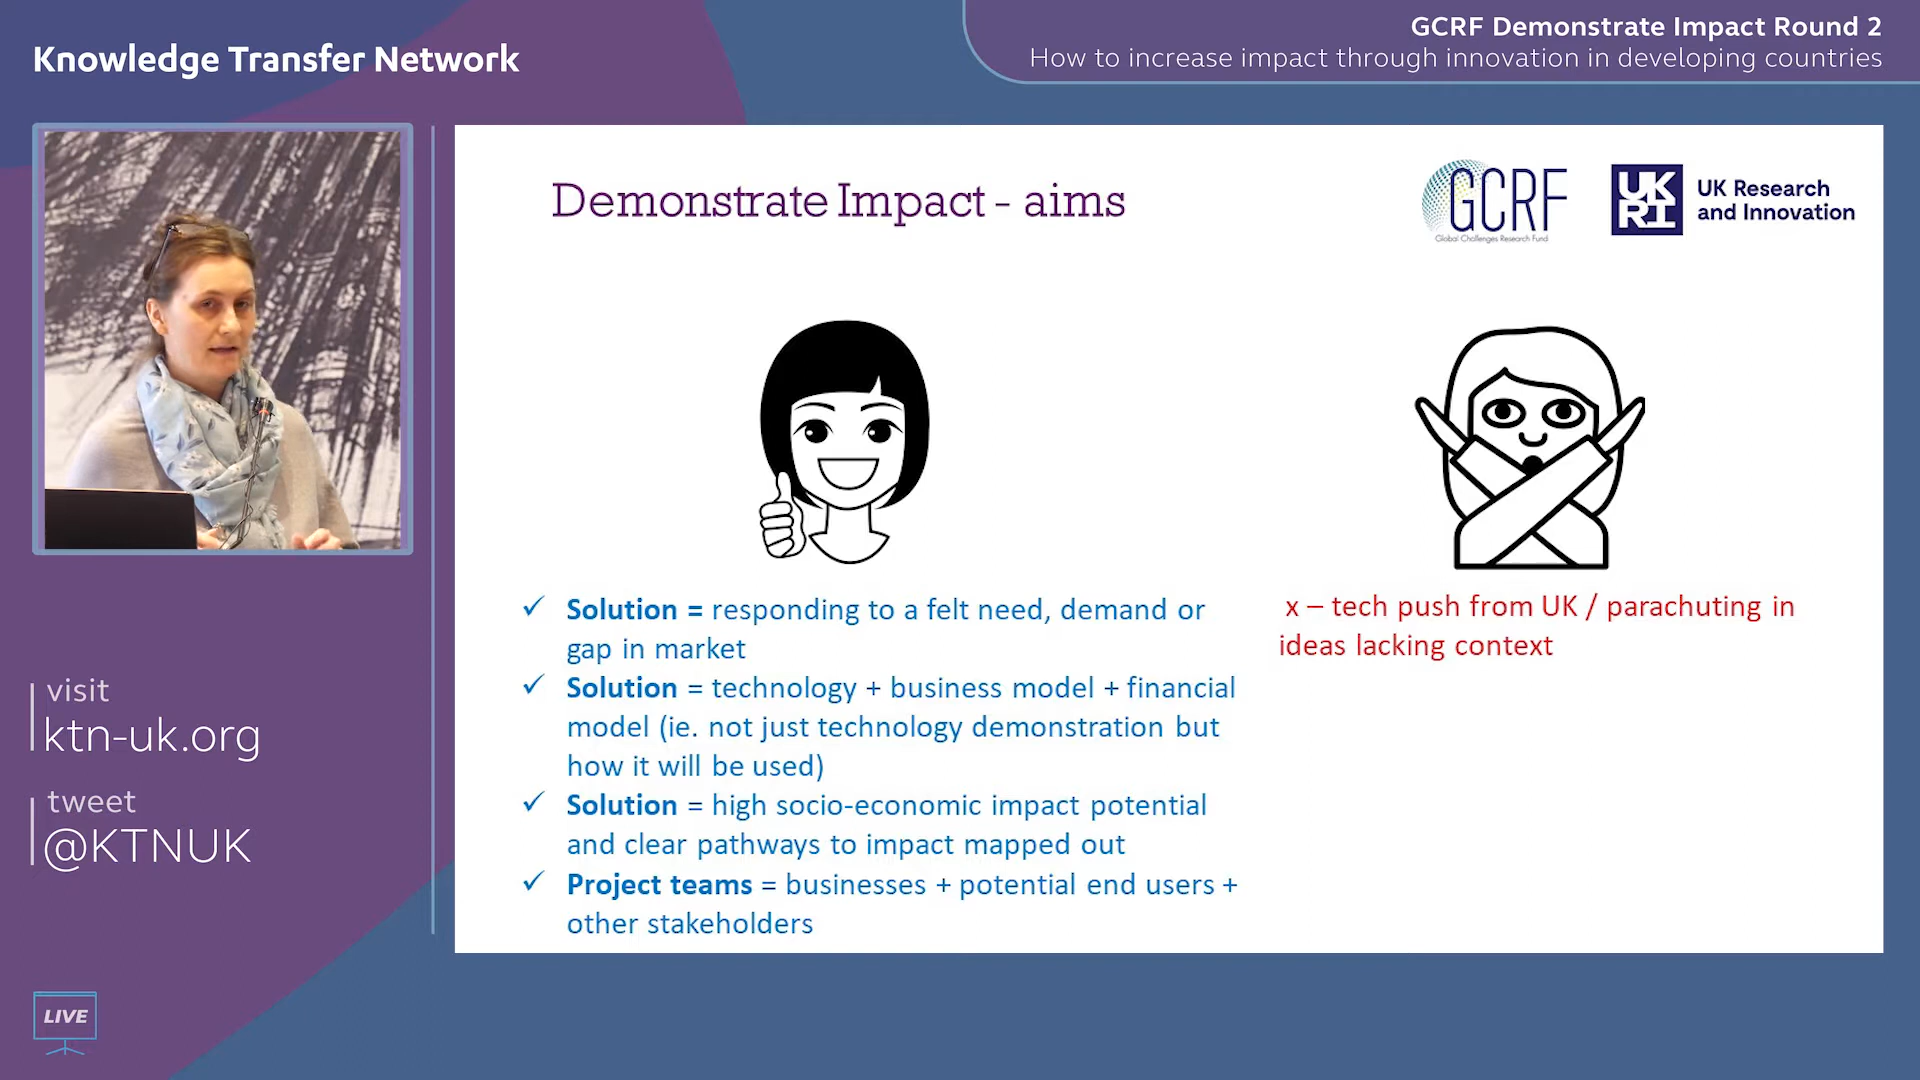 Knowledge Transfer Network
GCRF Demonstrate Impact Round 2
How to increase impact through innovation in developing countries
Demonstrate Impact - aims
GCRF
Global Challenges Research Fund
UK
RI
UK Research
and Innovation
✓ Solution = responding to a felt need, demand or
gap in market
✓ Solution = technology + business model + financial
model (ie. not just technology demonstration but
how it will be used)
✓ Solution = high socio-economic impact potential
and clear pathways to impact mapped out
✓ Project teams = businesses + potential end users +
other stakeholders
x – tech push from UK / parachuting in
ideas lacking context
visit
ktn-uk.org
tweet
@KTNUK
LIVE